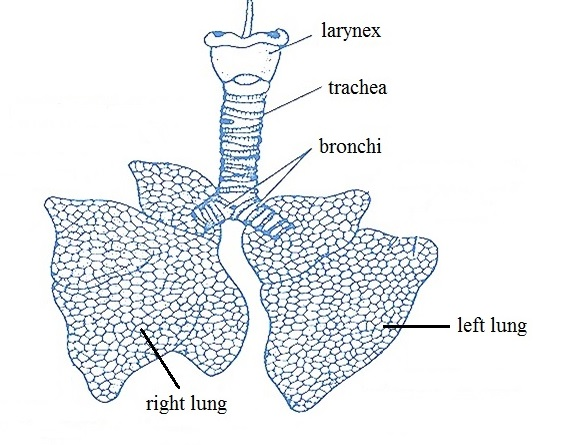 larynex
trachea
bronchi
left lung
right lung